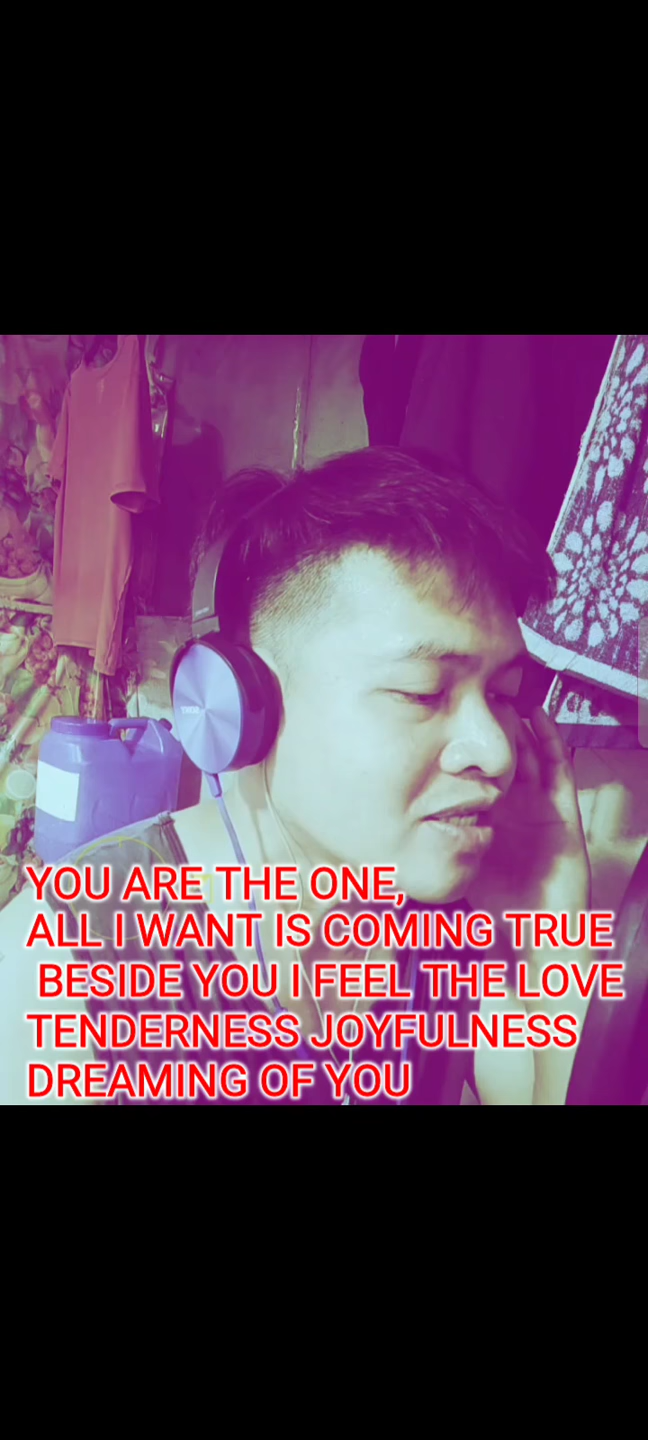 YOU ARE THE ONE,
ALL I WANT IS COMING TRUE
BESIDE YOU I FEEL THE LOVE
TENDERNESS JOYFULNESS
DREAMING OF YOU